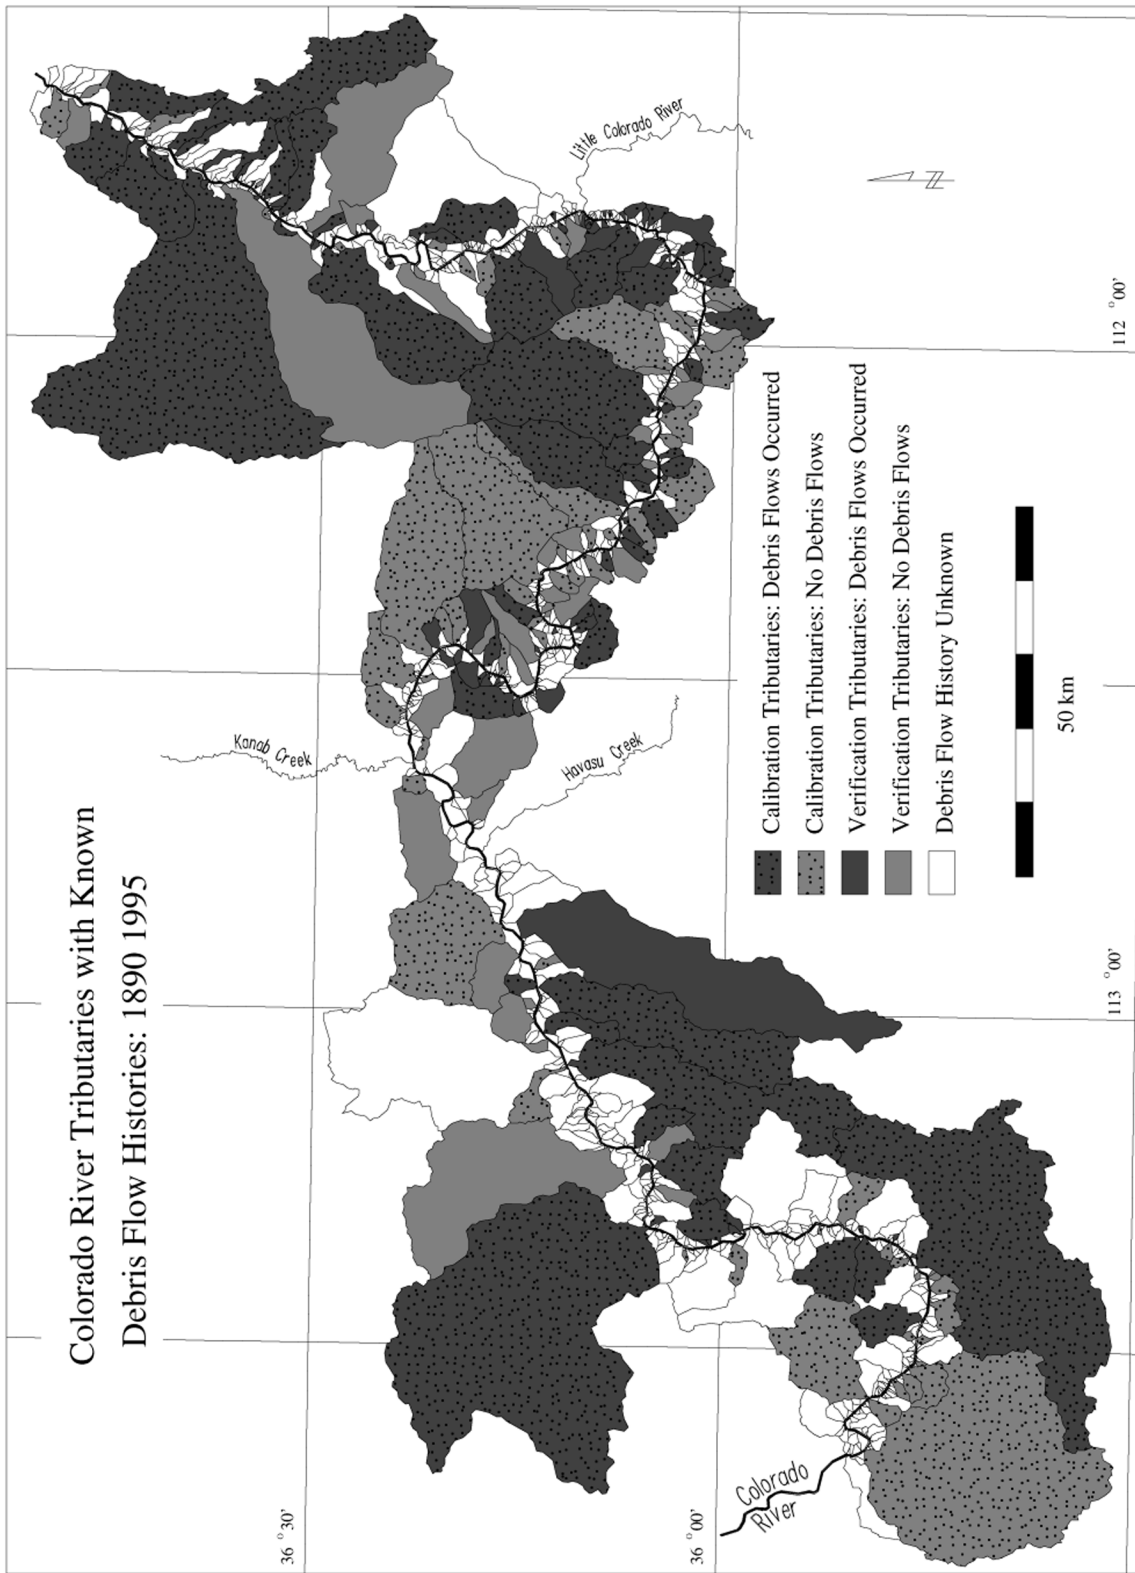 Colorado River Tributaries with Known
Debris Flow Histories: 1890 1995
Kanab Creek
Little Colorado River
Havasu Creek
Colorado
River
36 ° 30'
36 ° 00'
113 ° 00'
112 ° 00'
N
Calibration Tributaries: Debris Flows Occurred
Calibration Tributaries: No Debris Flows
Verification Tributaries: Debris Flows Occurred
Verification Tributaries: No Debris Flows
Debris Flow History Unknown
50 km